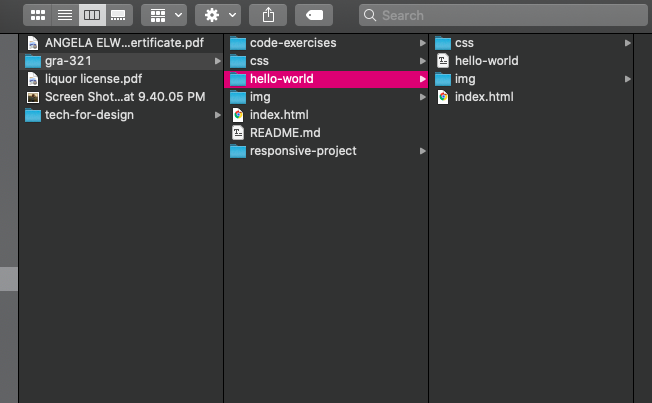 Search
ANGELA ELW...ertificate.pdf
gra-321
liquor license.pdf
Screen Shot...at 9.40.05 PM
tech-for-design
code-exercises
css
hello-world
img
index.html
README.md
responsive-project
css
hello-world
img
index.html